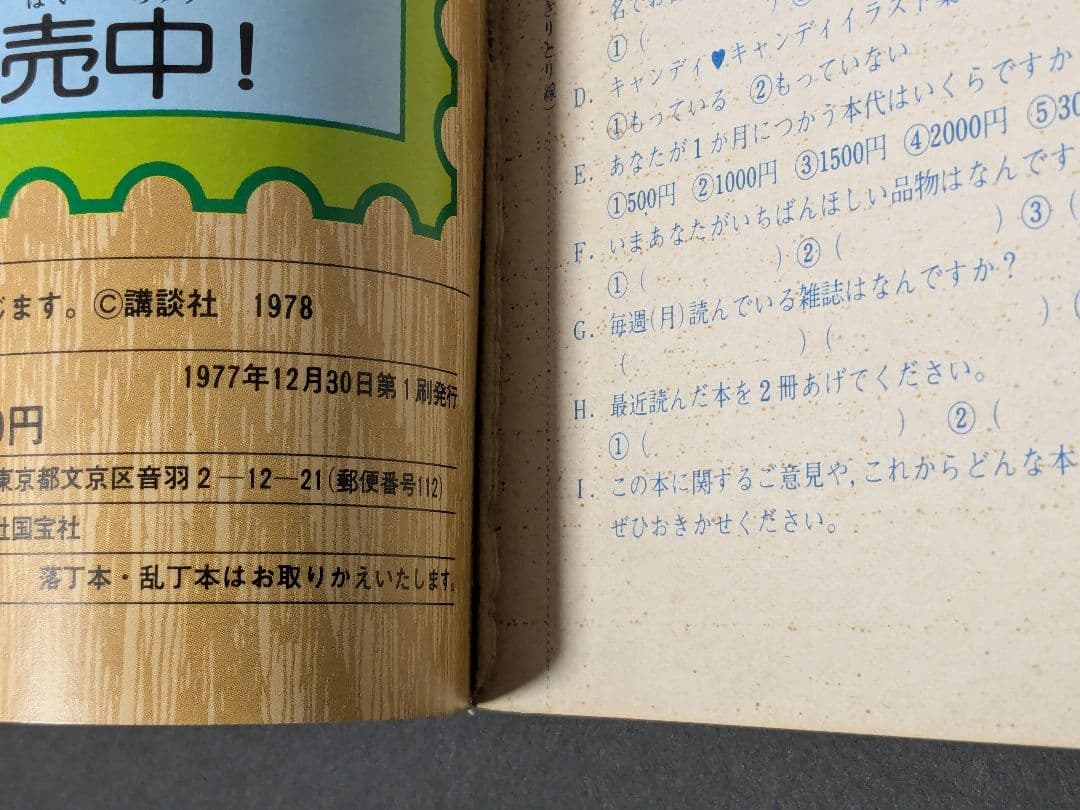 売中!
じます。©講談社 1978
1977年12月30日第1刷発行
0円
東京都文京区音羽2―12―21(郵便番号112)
社国宝社
落丁本・乱丁本はお取りかえいたします。
きりとり線
①(
D. キャンディ♥キャンディイラスト集
①もっている ②もっていない
E. あなたが1か月につかう本代はいくらですか
①500円 ②1000円 ③1500円 ④2000円 ⑤30
F. いまあなたがいちばんほしい品物はなんです
①( )②( )③(
G. 毎週(月)読んでいる雑誌はなんですか?
( )( )(
H. 最近読んだ本を2冊あげてください。
①( ) ②(
I. この本に関するご意見や,これからどんな本
ぜひおきかせください。